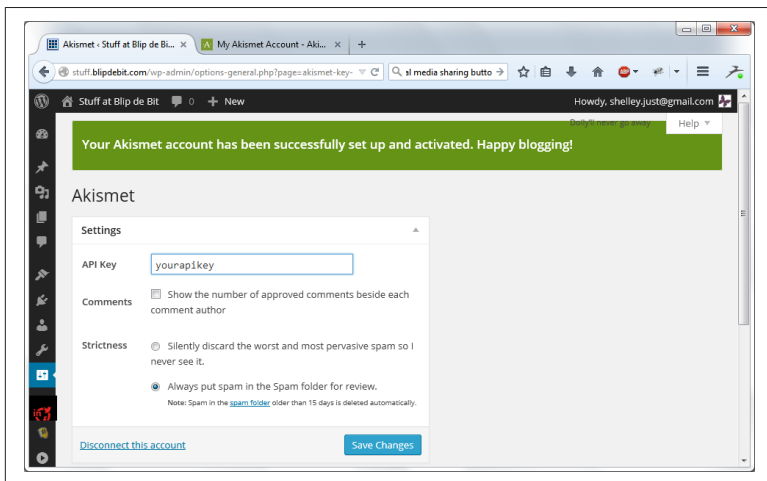 Akismet ‹ Stuff at Blip de Bi... × My Akismet Account - Aki... × +
stuff.blipdebit.com/wp-admin/options-general.php?page=akismet-key- al media sharing butto
Stuff at Blip de Bit 0 + New Howdy, shelley.just@gmail.com
Dolly'll never go away Help
Your Akismet account has been successfully set up and activated. Happy blogging!
Akismet
Settings
API Key yourapikey
Comments Show the number of approved comments beside each
comment author
Strictness Silently discard the worst and most pervasive spam so I
never see it.
Always put spam in the Spam folder for review.
Note: Spam in the spam folder older than 15 days is deleted automatically.
Disconnect this account Save Changes